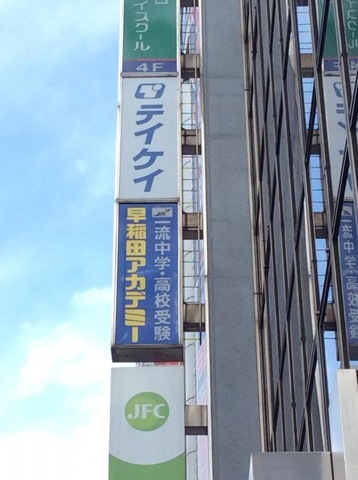 イスクール
4F
テイケイ
一流中学・高校受験
早稲田アカデミー
JFC